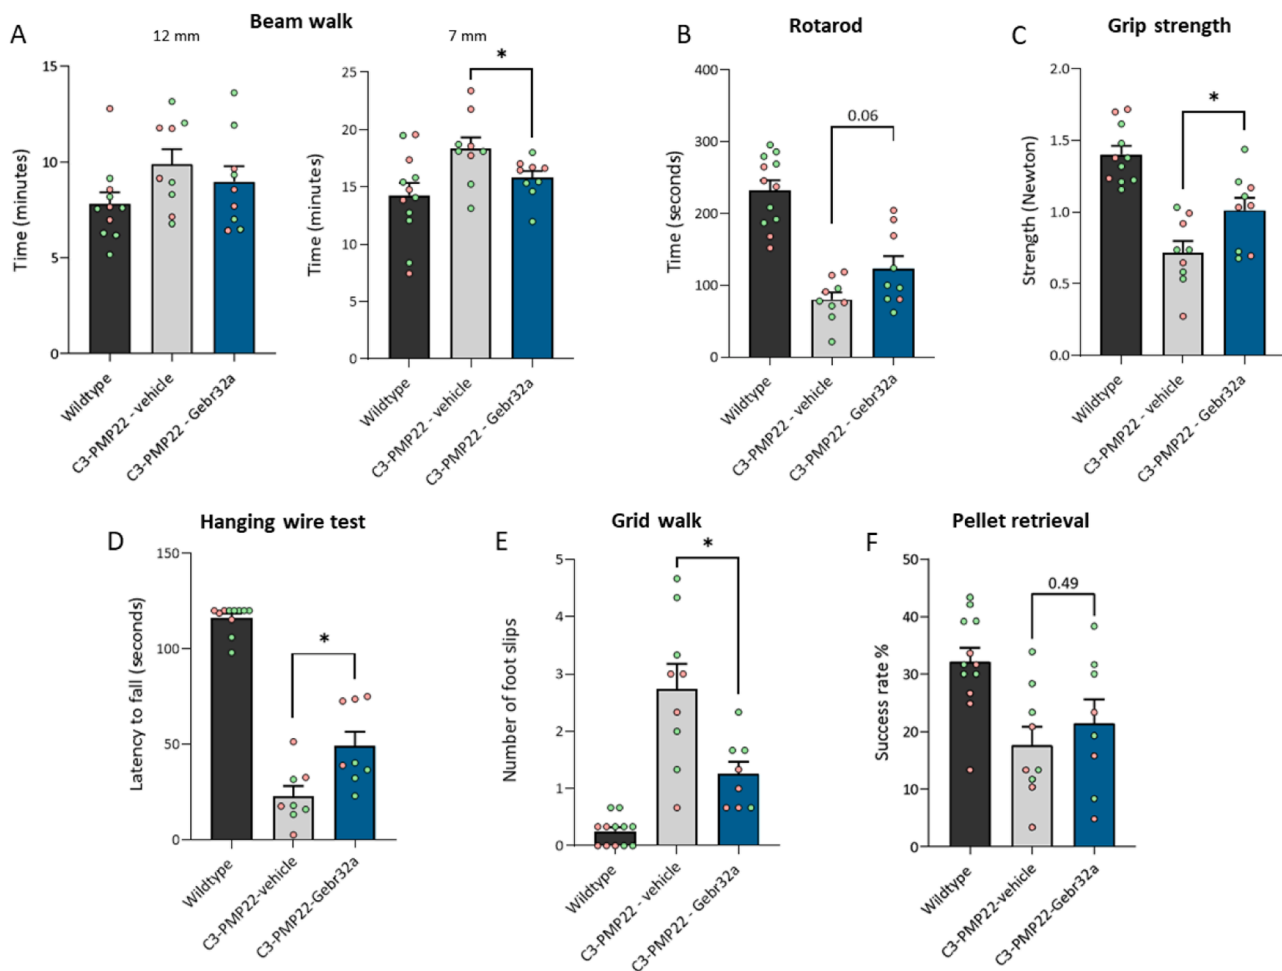 A
Beam walk
12 mm
7 mm
*
Time (minutes)
15
10
5
0
Wildtype
C3-PMP22 - vehicle
C3-PMP22 - Gebr32a
Time (minutes)
25
20
15
10
5
0
Wildtype
C3-PMP22 - vehicle
C3-PMP22 - Gebr32a
B
Rotarod
0.06
Time (seconds)
400
300
200
100
0
Wildtype
C3-PMP22 - vehicle
C3-PMP22 - Gebr32a
C
Grip strength
*
Strength (Newton)
2.0
1.5
1.0
0.5
0.0
Wildtype
C3-PMP22 - vehicle
C3-PMP22 - Gebr32a
D
Hanging wire test
*
Latency to fall (seconds)
150
100
50
0
Wildtype
C3-PMP22-vehicle
C3-PMP22-Gebr32a
E
Grid walk
*
Number of foot slips
5
4
3
2
1
0
Wildtype
C3-PMP22 - vehicle
C3-PMP22 - Gebr32a
F
Pellet retrieval
0.49
Success rate %
50
40
30
20
10
0
Wildtype
C3-PMP22-vehicle
C3-PMP22-Gebr32a